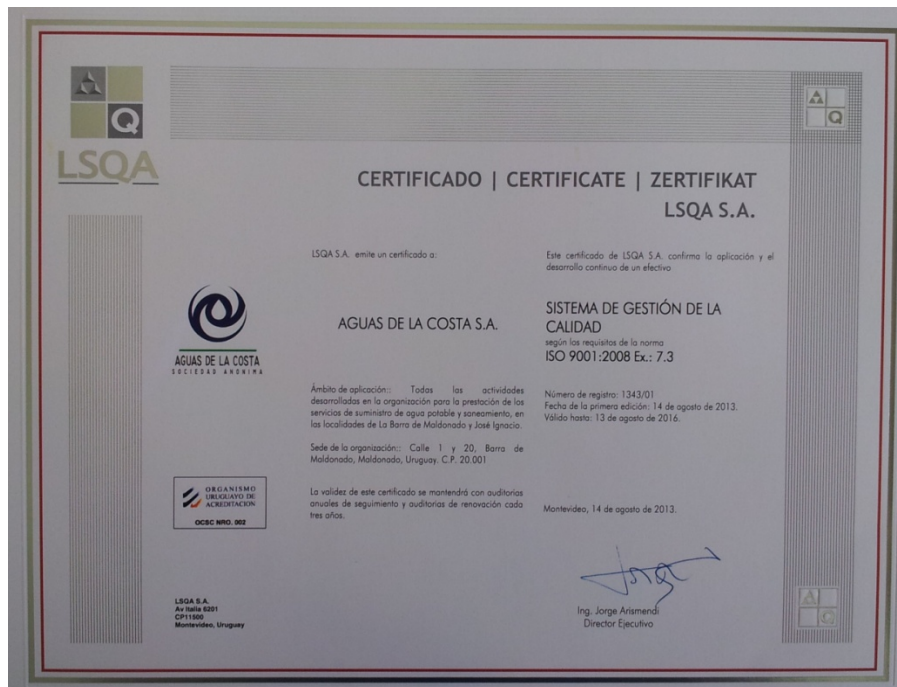 LSQA
CERTIFICADO | CERTIFICATE | ZERTIFIKAT
LSQA S.A.
LSQA S.A. emite un certificado a:
AGUAS DE LA COSTA S.A.
AGUAS DE LA COSTA
SOCIEDAD ANONIMA
Ámbito de aplicación:: Todas las actividades
desarrolladas en la organización para la prestación de los
servicios de suministro de agua potable y saneamiento, en
las localidades de La Barra de Maldonado y José Ignacio.
Sede de la organización:: Calle 1 y 20, Barra de
Maldonado, Maldonado, Uruguay. C.P. 20.001
La validez de este certificado se mantendrá con auditorias
anuales de seguimiento y auditorias de renovación cada
tres años.
Este certificado de LSQA S.A. confirma la aplicación y el
desarrollo continuo de un efectivo
SISTEMA DE GESTIÓN DE LA
CALIDAD
según los requisitos de la norma
ISO 9001:2008 Ex.: 7.3
Número de registro: 1343/01
Fecha de la primera edición: 14 de agosto de 2013.
Válido hasta: 13 de agosto de 2016.
Montevideo, 14 de agosto de 2013.
Ing. Jorge Arismendi
Director Ejecutivo
ORGANISMO
URUGUAYO DE
ACREDITACION
OCSC NRO. 002
LSQA S.A.
Av Italia 6201
CP11500
Montevideo, Uruguay